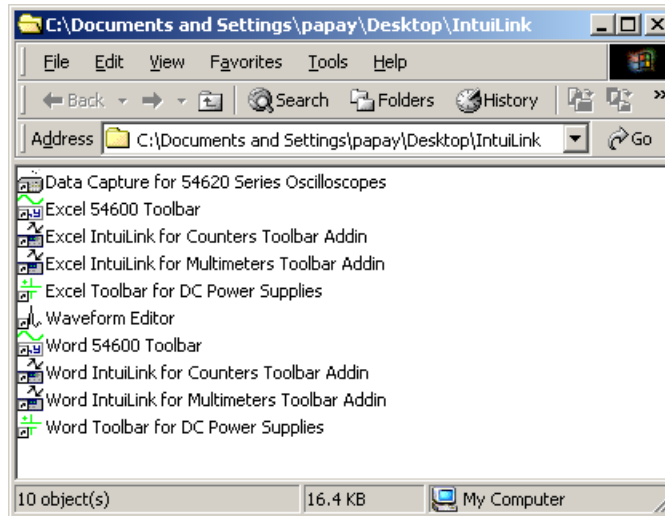 C:\Documents and Settings\papay\Desktop\IntuiLink
File Edit View Favorites Tools Help
Back Search Folders History »
Address C:\Documents and Settings\papay\Desktop\IntuiLink Go
Data Capture for 54620 Series Oscilloscopes
Excel 54600 Toolbar
Excel IntuiLink for Counters Toolbar Addin
Excel IntuiLink for Multimeters Toolbar Addin
Excel Toolbar for DC Power Supplies
Waveform Editor
Word 54600 Toolbar
Word IntuiLink for Counters Toolbar Addin
Word IntuiLink for Multimeters Toolbar Addin
Word Toolbar for DC Power Supplies
10 object(s) 16.4 KB My Computer